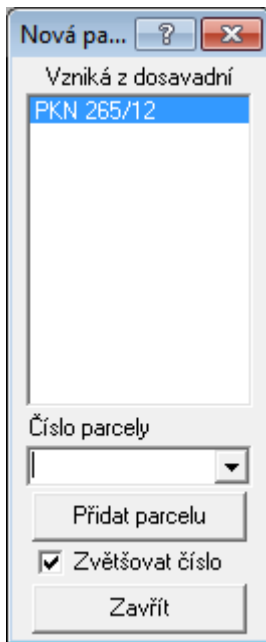 Nová pa...
Vzniká z dosavadní
PKN 265/12
Číslo parcely
Přidat parcelu
Zvětšovat číslo
Zavřít